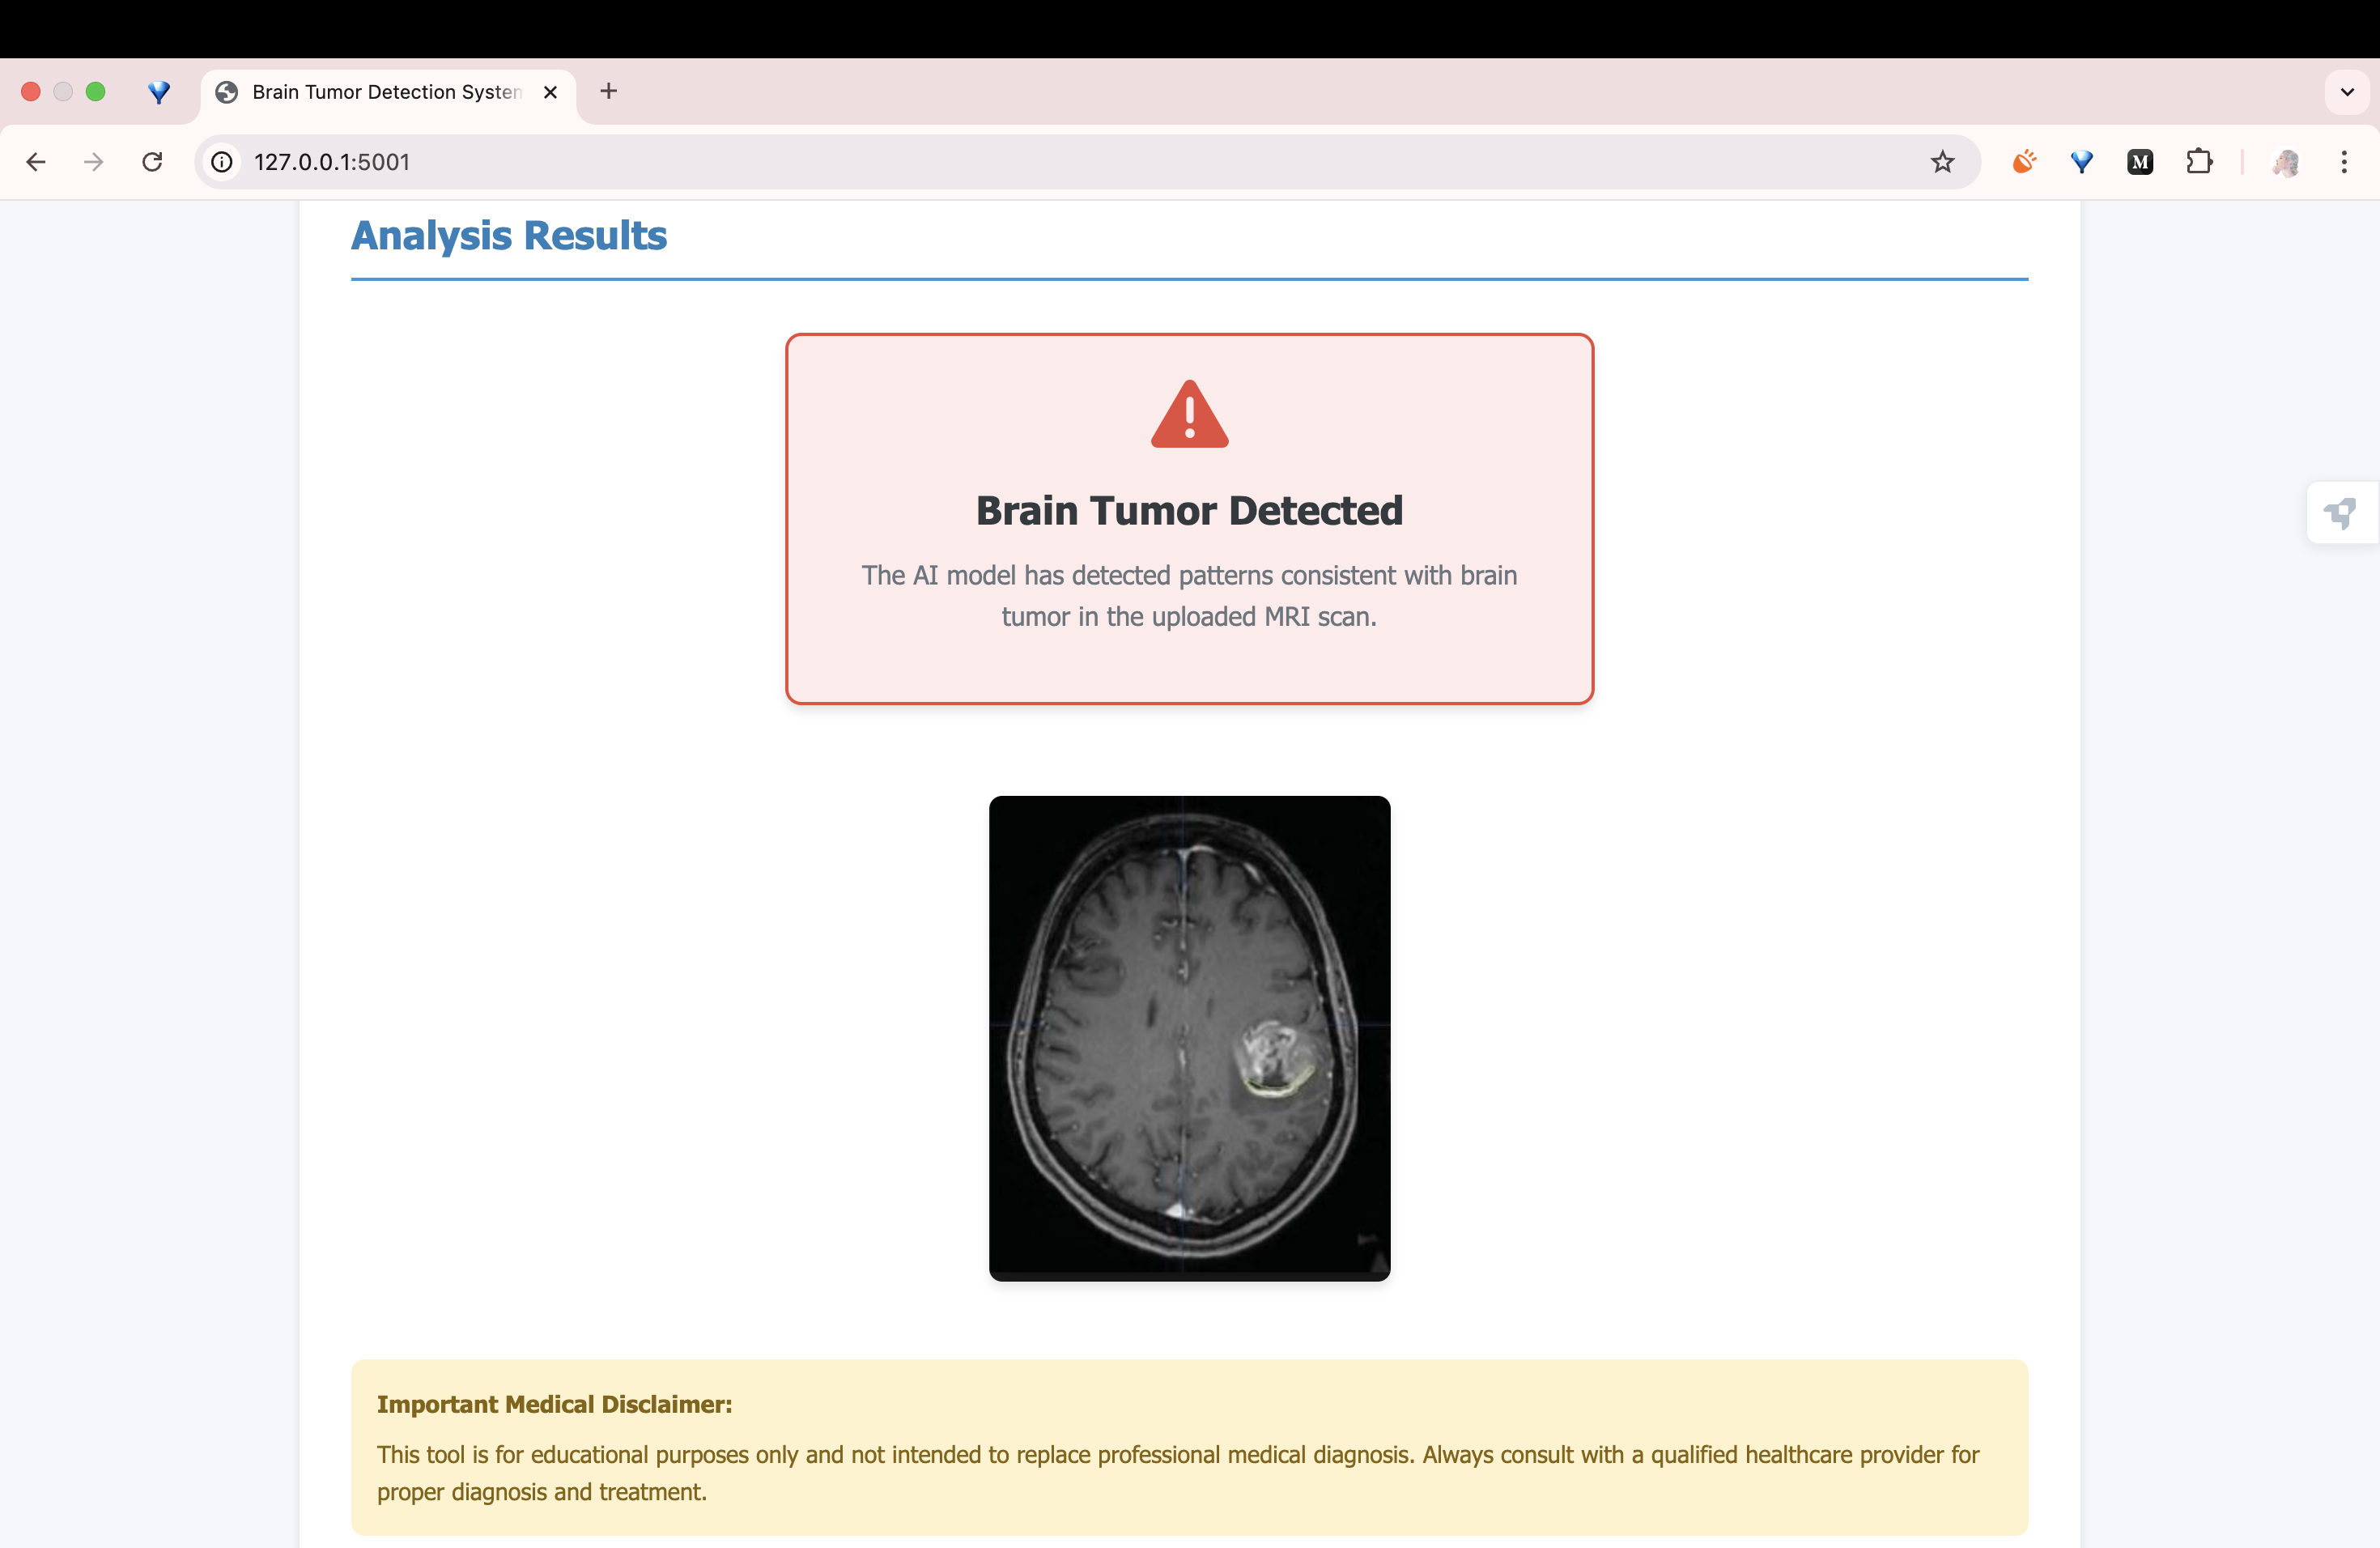 Brain Tumor Detection System
127.0.0.1:5001
M
Analysis Results
Brain Tumor Detected
The AI model has detected patterns consistent with brain
tumor in the uploaded MRI scan.
Important Medical Disclaimer:
This tool is for educational purposes only and not intended to replace professional medical diagnosis. Always consult with a qualified healthcare provider for
proper diagnosis and treatment.